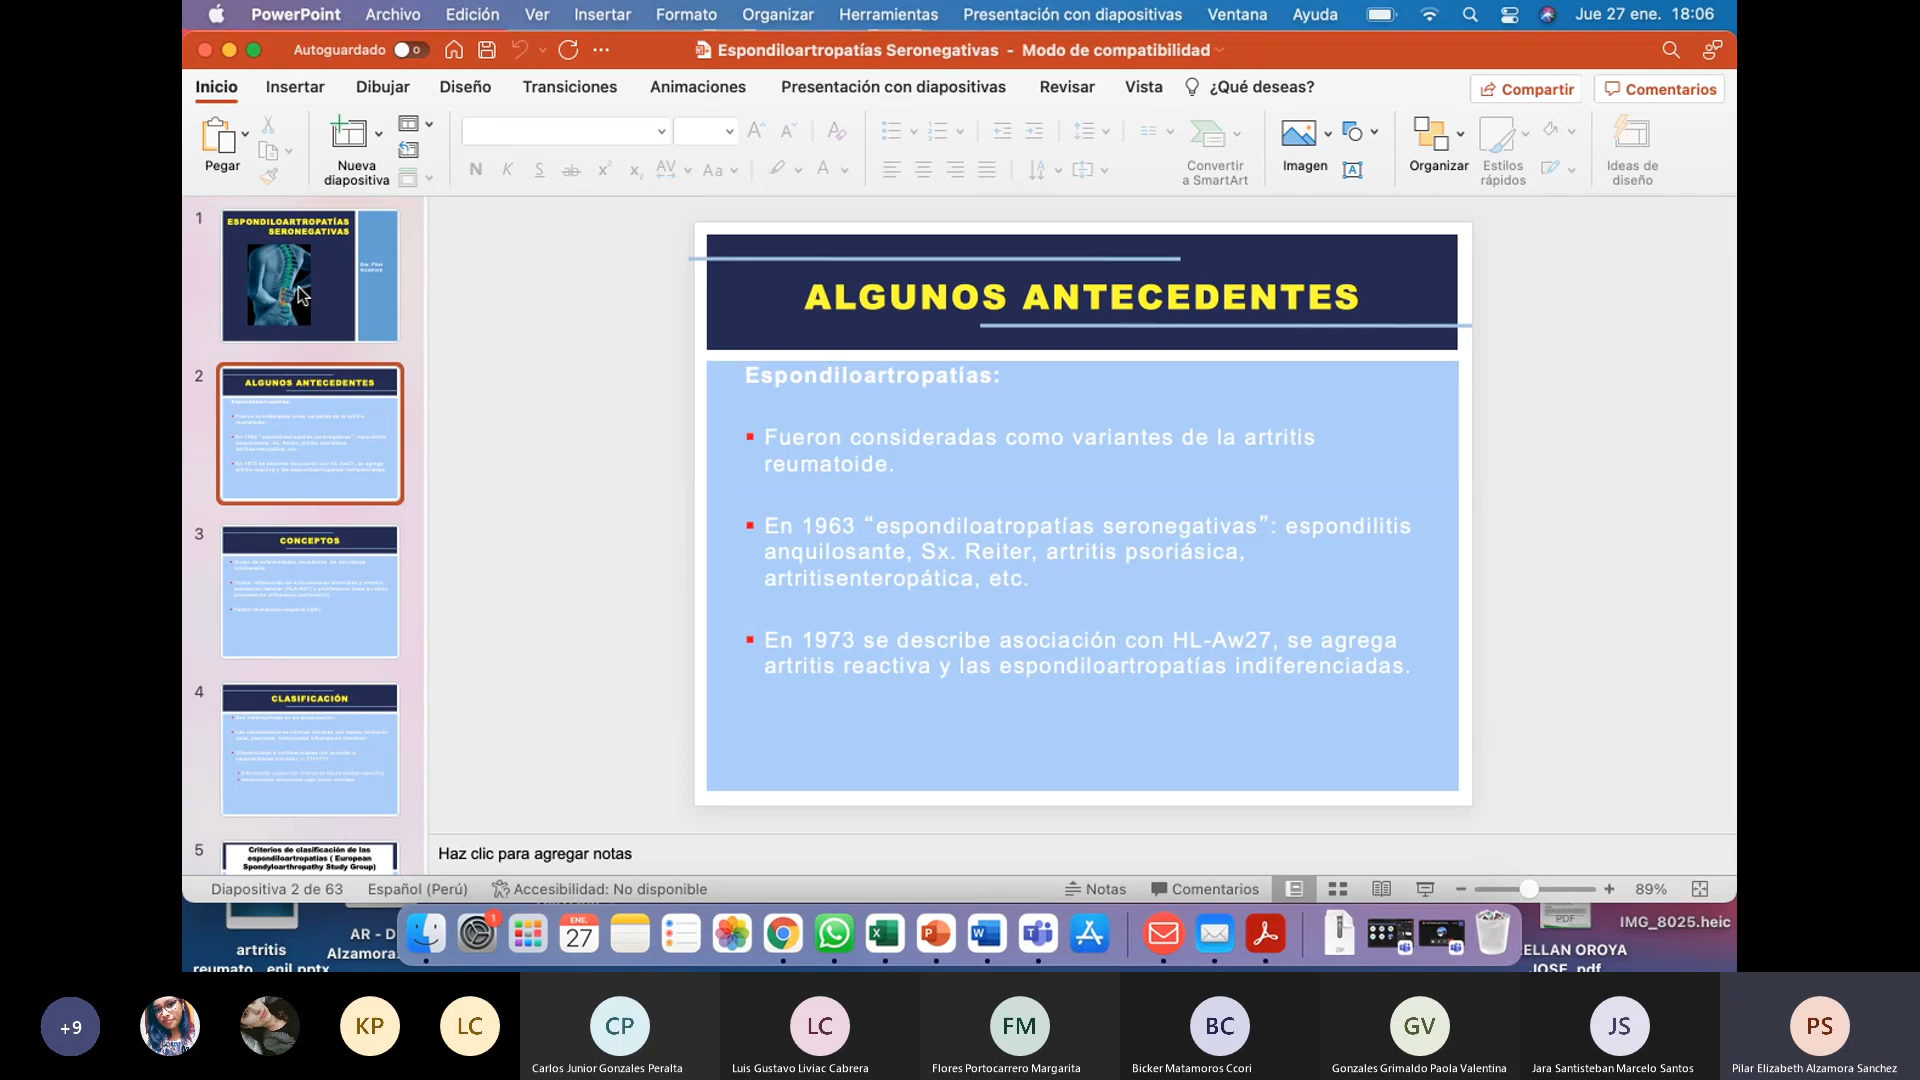 PowerPoint Archivo Edición Ver Insertar Formato Organizar Herramientas Presentación con diapositivas Ventana Ayuda Jue 27 ene. 18:06
Autoguardado Espondiloartropatías Seronegativas - Modo de compatibilidad
Inicio Insertar Dibujar Diseño Transiciones Animaciones Presentación con diapositivas Revisar Vista ¿Qué deseas? Compartir Comentarios
Pegar
Nueva
diapositiva
Convertir
a SmartArt
Imagen
Organizar
Estilos
rápidos
Ideas de
diseño
1
ESPONDILOARTROPATÍAS
SERONEGATIVAS
2
ALGUNOS ANTECEDENTES
3
CONCEPTOS
4
CLASIFICACIÓN
5
Criterios de clasificación de las
espondiloartropatías ( European
Spondyloarthropathy Study Group)
ALGUNOS ANTECEDENTES
Espondiloartropatías:
Fueron consideradas como variantes de la artritis
reumatoide.
En 1963 “espondiloatropatías seronegativas”: espondilitis
anquilosante, Sx. Reiter, artritis psoriásica,
artritisenteropática, etc.
En 1973 se describe asociación con HL-Aw27, se agrega
artritis reactiva y las espondiloartropatías indiferenciadas.
Haz clic para agregar notas
Diapositiva 2 de 63 Español (Perú) Accesibilidad: No disponible Notas Comentarios 89%
artritis
reumato...enil.pptx
AR - D
Alzamora.
1
ENE.
27
ZIP
PDF
IMG_8025.heic
ELLAN OROYA
JOSE .pdf
+9 KP LC CP LC FM BC GV JS PS
Carlos Junior Gonzales Peralta Luis Gustavo Liviac Cabrera Flores Portocarrero Margarita Bicker Matamoros Ccori Gonzales Grimaldo Paola Valentina Jara Santisteban Marcelo Santos Pilar Elizabeth Alzamora Sanchez